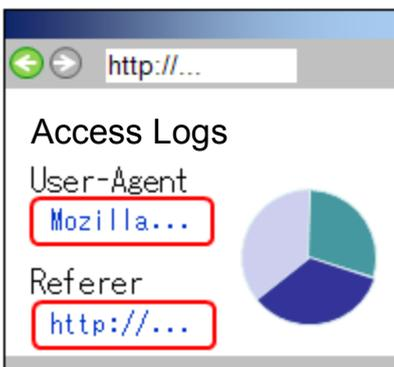 http://...
Access Logs
User-Agent
Mozilla...
Referer
http://...